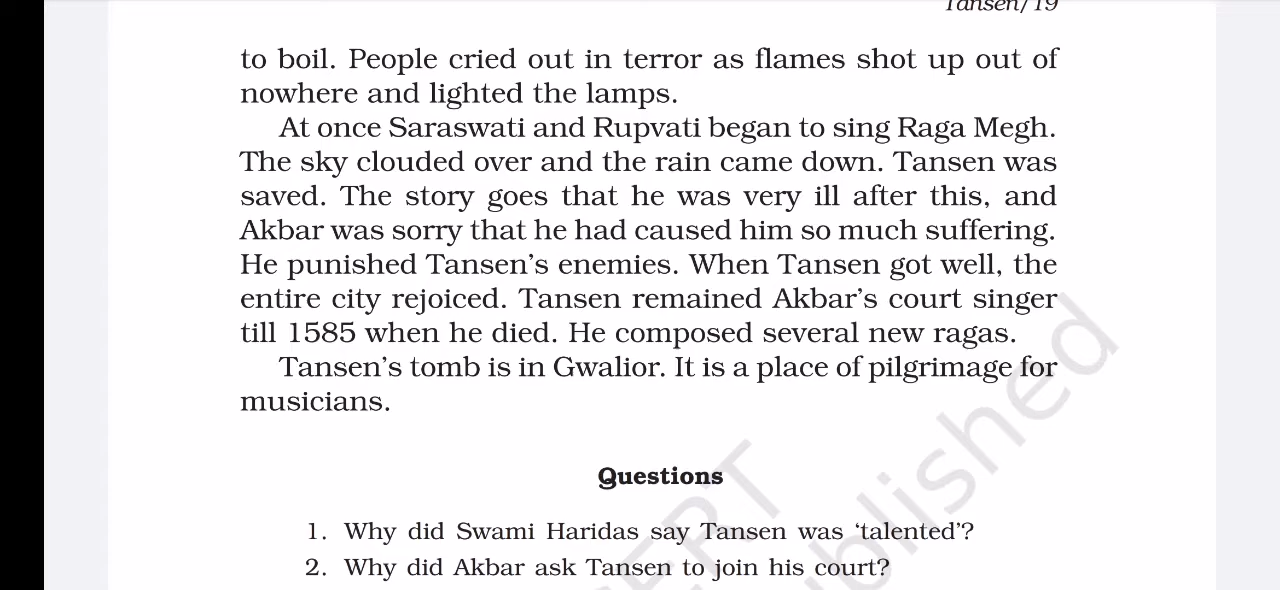 Tansen/19
to boil. People cried out in terror as flames shot up out of
nowhere and lighted the lamps.
At once Saraswati and Rupvati began to sing Raga Megh.
The sky clouded over and the rain came down. Tansen was
saved. The story goes that he was very ill after this, and
Akbar was sorry that he had caused him so much suffering.
He punished Tansen’s enemies. When Tansen got well, the
entire city rejoiced. Tansen remained Akbar’s court singer
till 1585 when he died. He composed several new ragas.
Tansen’s tomb is in Gwalior. It is a place of pilgrimage for
musicians.
Questions
1. Why did Swami Haridas say Tansen was ‘talented’?
2. Why did Akbar ask Tansen to join his court?